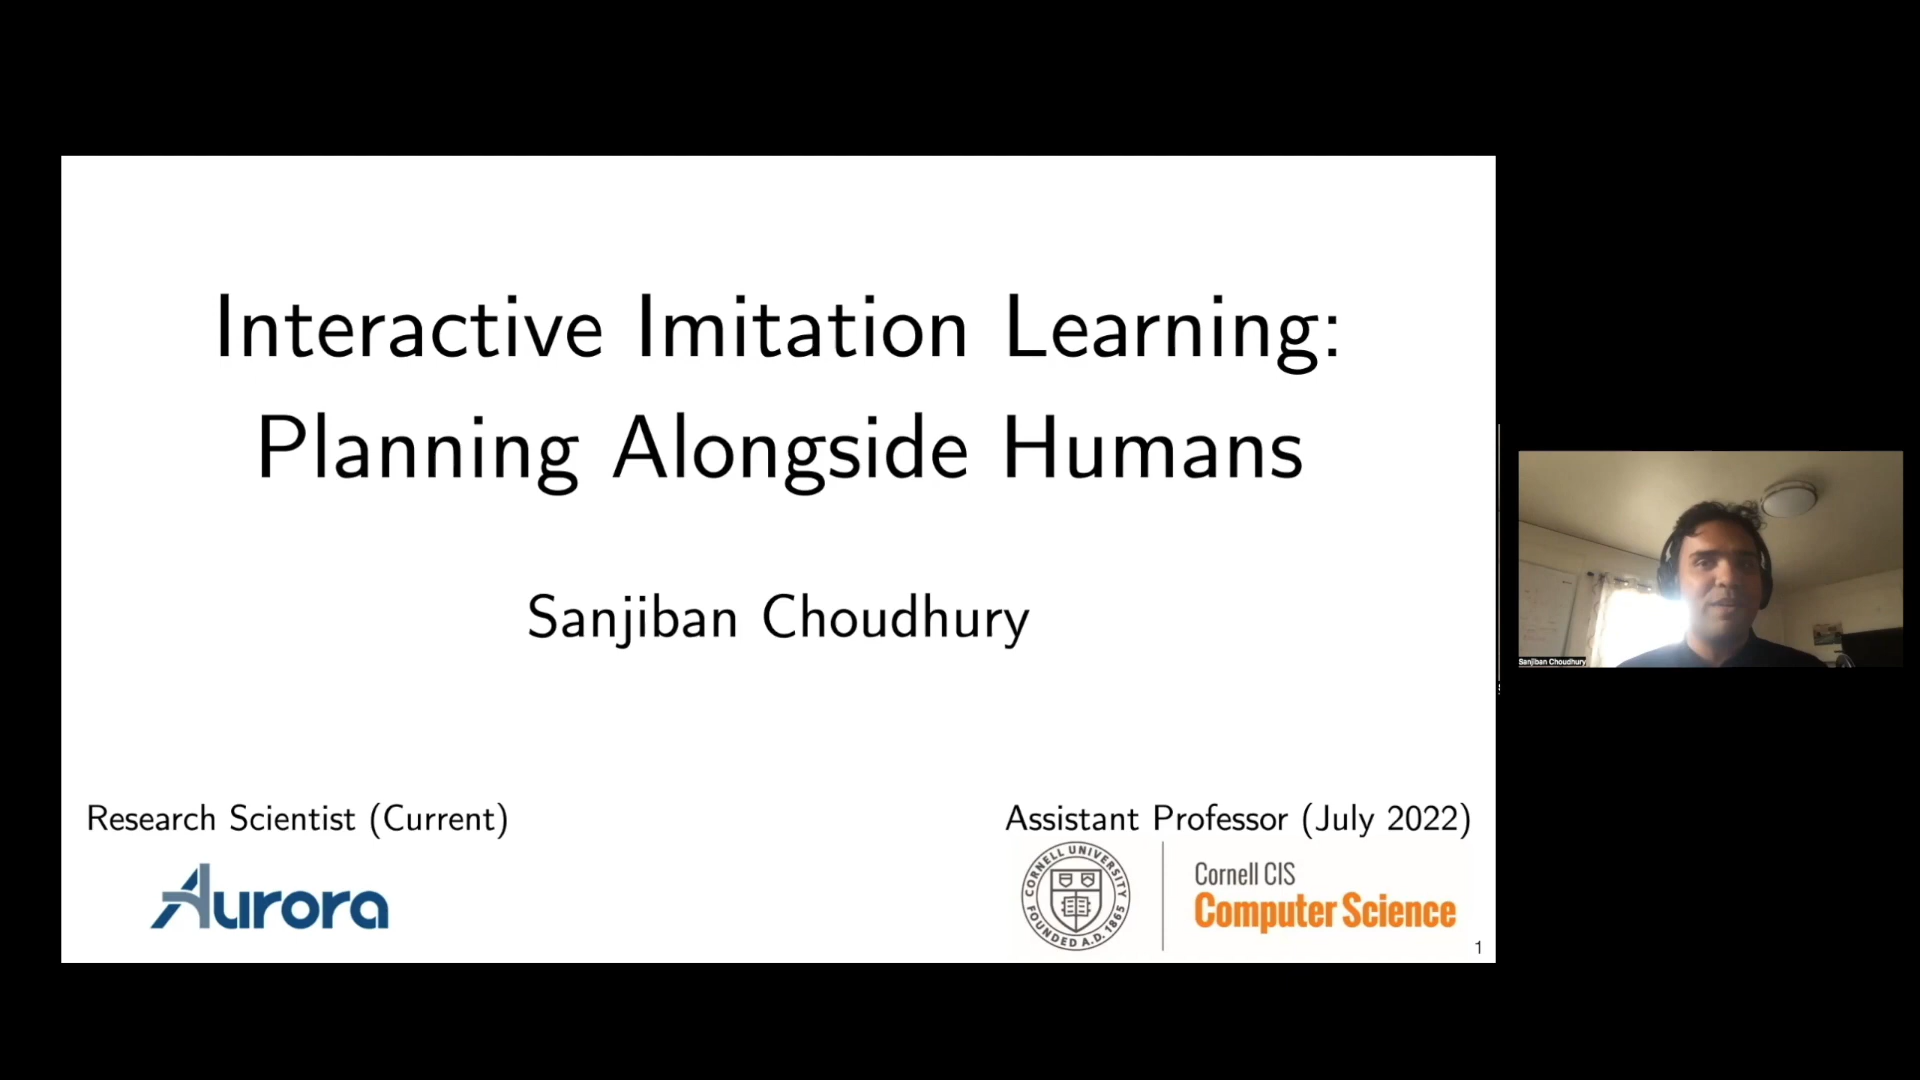 Interactive Imitation Learning:
Planning Alongside Humans
Sanjiban Choudhury
Research Scientist (Current)
Aurora
Assistant Professor (July 2022)
CORNELL UNIVERSITY
FOUNDED A.D. 1865
Cornell CIS
Computer Science
1
Sanjiban Choudhury